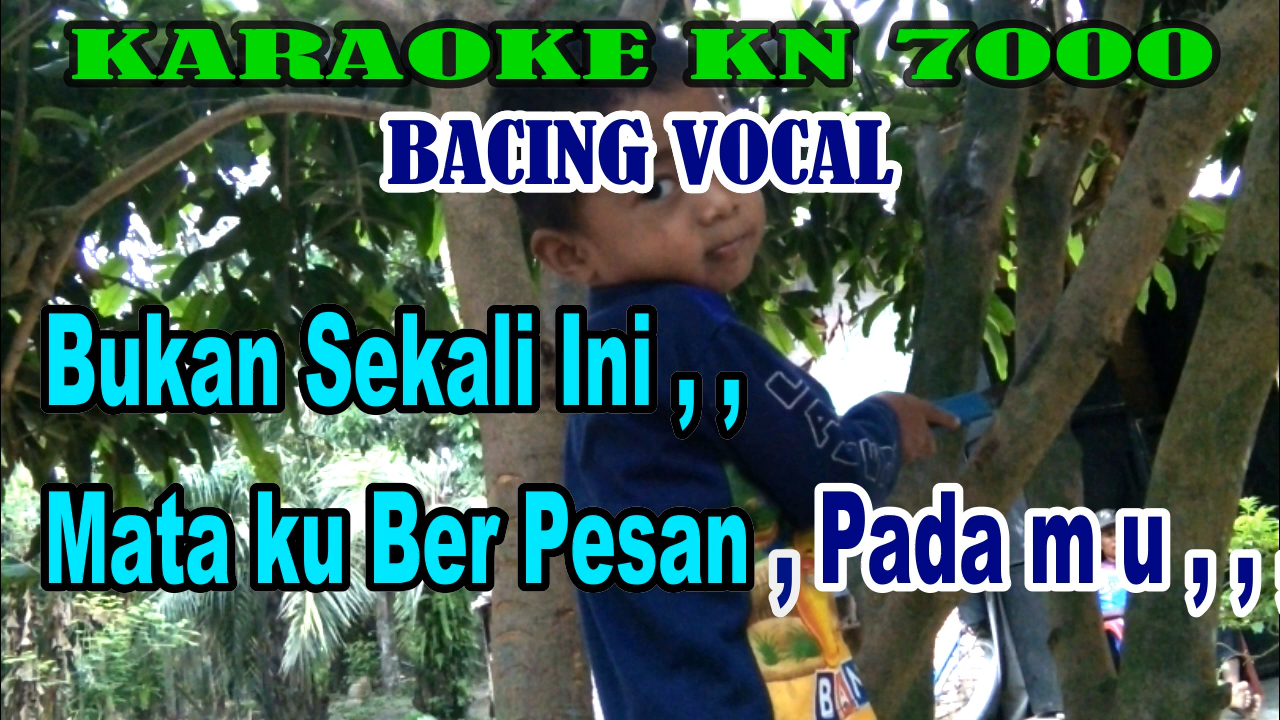 KARAOKE KN 7000
BACING VOCAL
Bukan Sekali Ini , ,
Mata ku Ber Pesan , Pada m u , ,